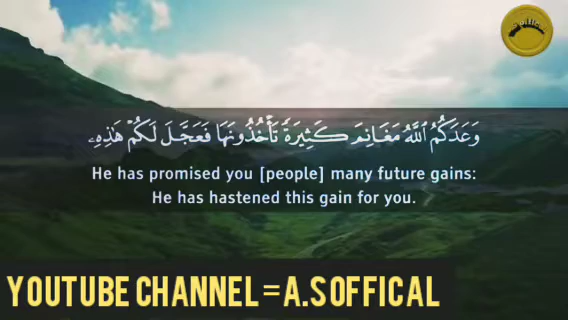 وَعَدَكُمُ ٱللَّهُ مَغَانِمَ كَثِيرَةٗ تَأۡخُذُونَهَا فَعَجَّلَ لَكُمۡ هَٰذِهِۦ
He has promised you [people] many future gains:
He has hastened this gain for you.
YOUTUBE CHANNEL = A.S OFFICAL